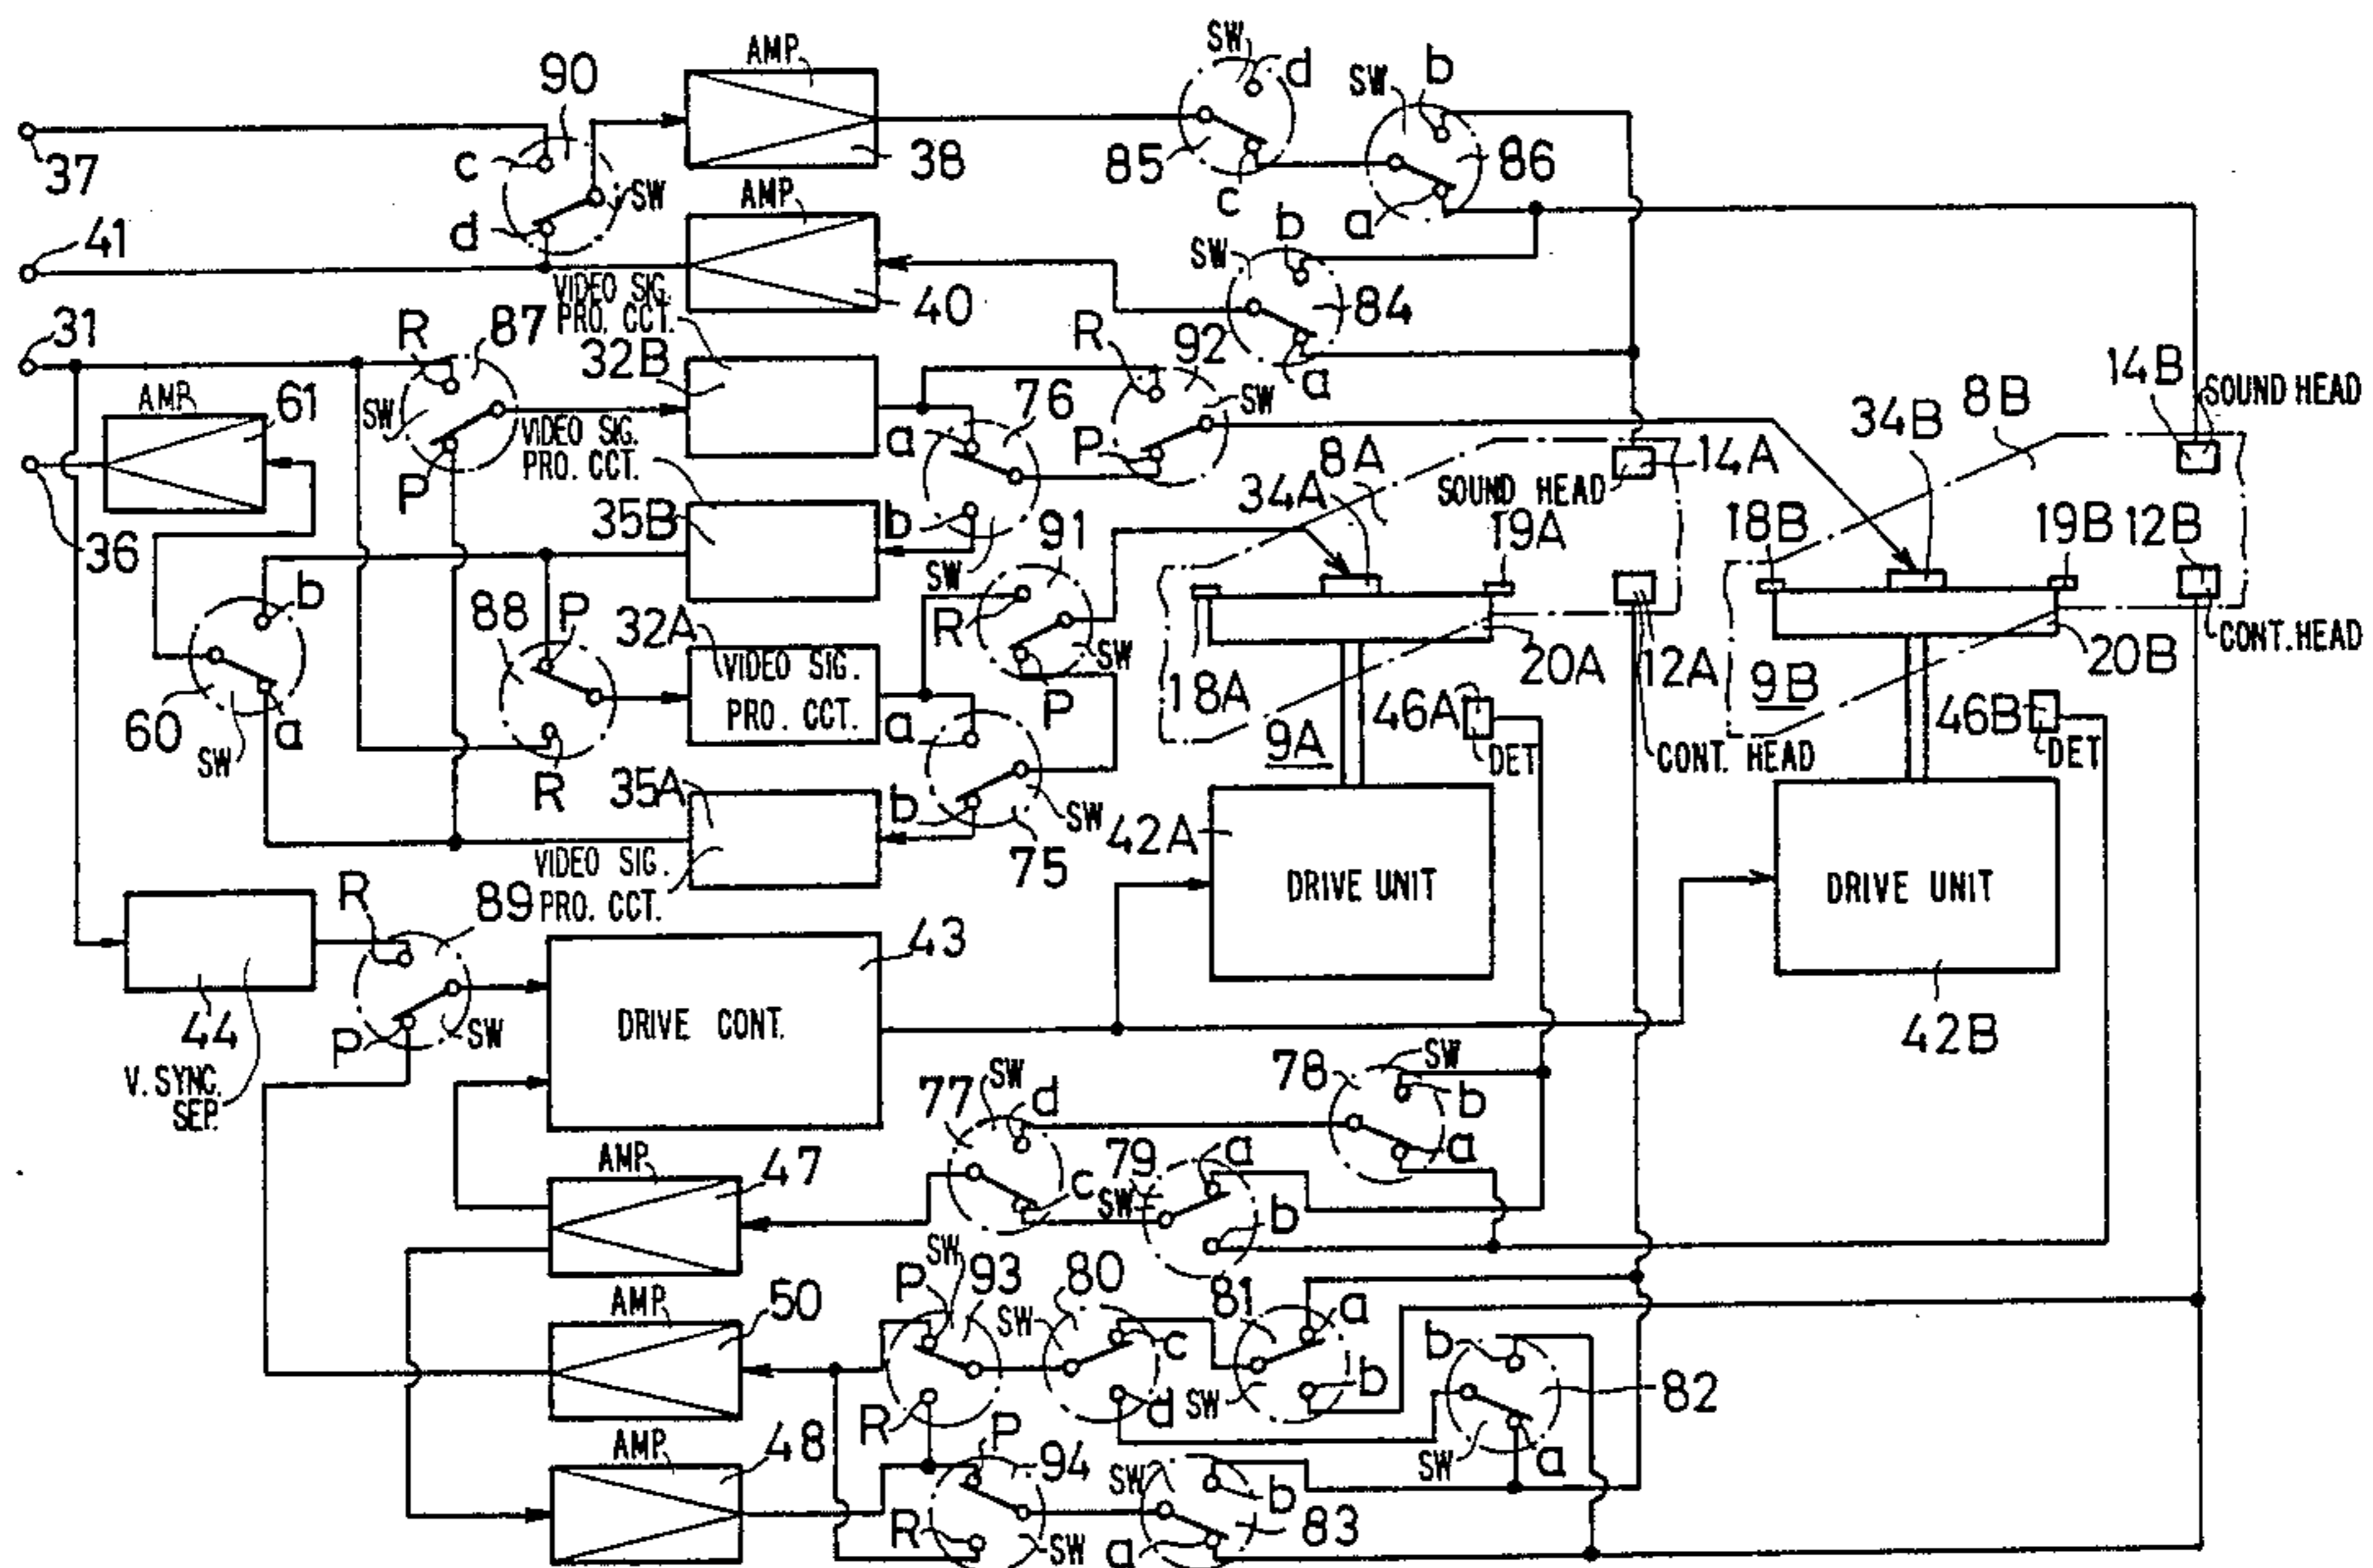 AMP.
90
SW
d
SW
b
37
c
38
85
c
86
SW
a
d
AMP.
41
VIDEO SIG.
PRO. CCT.
40
SW
b
84
a
31
R
87
32B
R
92
14B
SOUND HEAD
AMP.
61
SW
P
VIDEO SIG.
PRO. CCT.
a
76
SW
P
8A
34A
SOUND HEAD
14A
34B
8B
36
35B
b
SW
91
19A
18B
19B
12B
b
88
P
32A
VIDEO SIG.
PRO. CCT.
R
SW
P
18A
20A
12A
9B
20B
CONT. HEAD
60
SW
a
R
a
9A
46A
DET
CONT. HEAD
46B
DET
35A
b
SW
75
42A
DRIVE UNIT
DRIVE UNIT
R
89
VIDEO SIG.
PRO. CCT.
43
44
P
SW
DRIVE CONT.
42B
V. SYNC.
SEP.
77
SW
d
78
SW
b
a
AMP.
47
c
79
SW
a
b
AMP.
50
P
SW
93
80
SW
c
81
a
R
d
SW
b
b
82
AMP.
48
P
94
SW
b
SW
a
R
SW
a
83